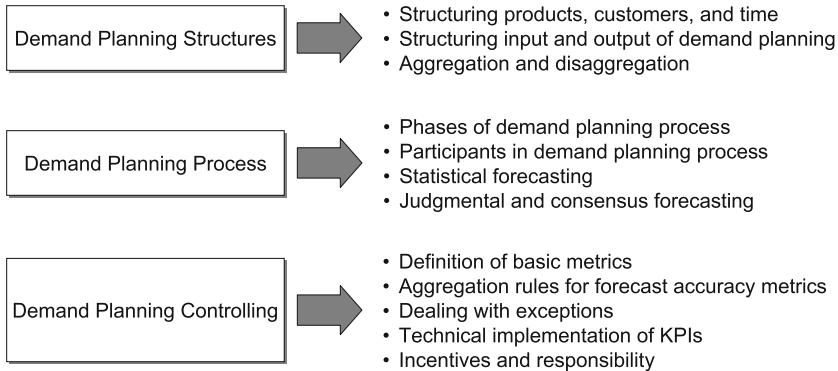 Demand Planning Structures
• Structuring products, customers, and time
• Structuring input and output of demand planning
• Aggregation and disaggregation
Demand Planning Process
• Phases of demand planning process
• Participants in demand planning process
• Statistical forecasting
• Judgmental and consensus forecasting
Demand Planning Controlling
• Definition of basic metrics
• Aggregation rules for forecast accuracy metrics
• Dealing with exceptions
• Technical implementation of KPIs
• Incentives and responsibility